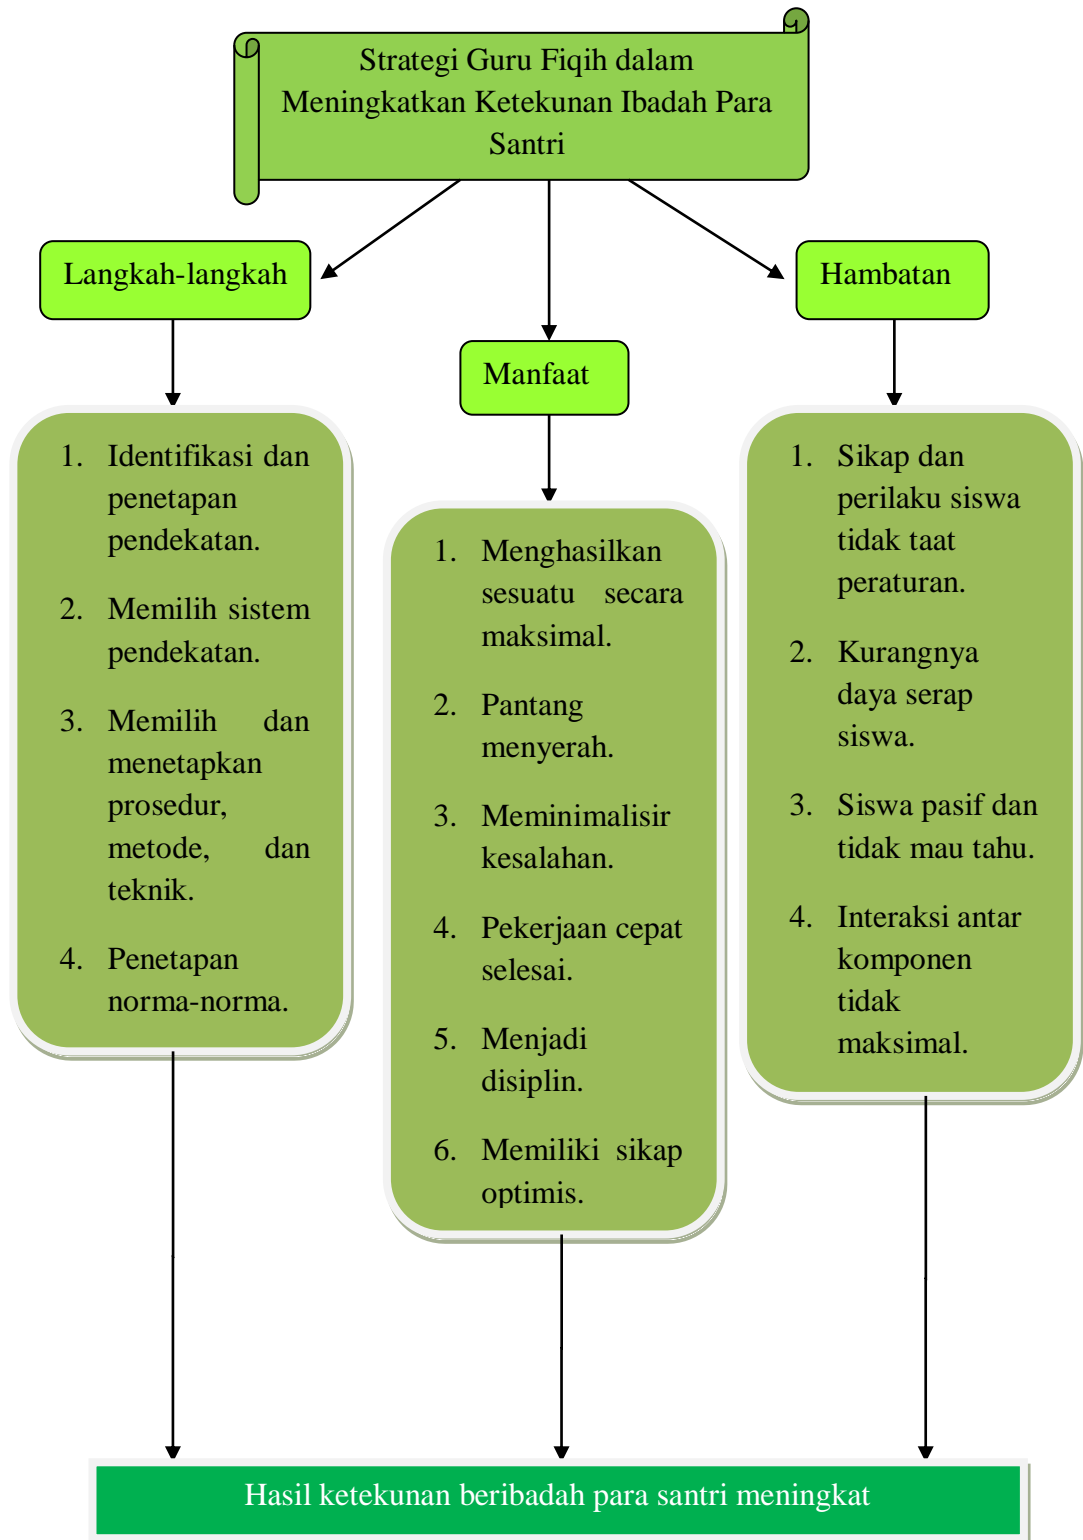 Strategi Guru Fiqih dalam
Meningkatkan Ketekunan Ibadah Para
Santri
Langkah-langkah
Manfaat
Hambatan
1. Identifikasi dan
penetapan
pendekatan.
2. Memilih sistem
pendekatan.
3. Memilih dan
menetapkan
prosedur,
metode, dan
teknik.
4. Penetapan
norma-norma.
1. Menghasilkan
sesuatu secara
maksimal.
2. Pantang
menyerah.
3. Meminimalisir
kesalahan.
4. Pekerjaan cepat
selesai.
5. Menjadi
disiplin.
6. Memiliki sikap
optimis.
1. Sikap dan
perilaku siswa
tidak taat
peraturan.
2. Kurangnya
daya serap
siswa.
3. Siswa pasif dan
tidak mau tahu.
4. Interaksi antar
komponen
tidak
maksimal.
Hasil ketekunan beribadah para santri meningkat